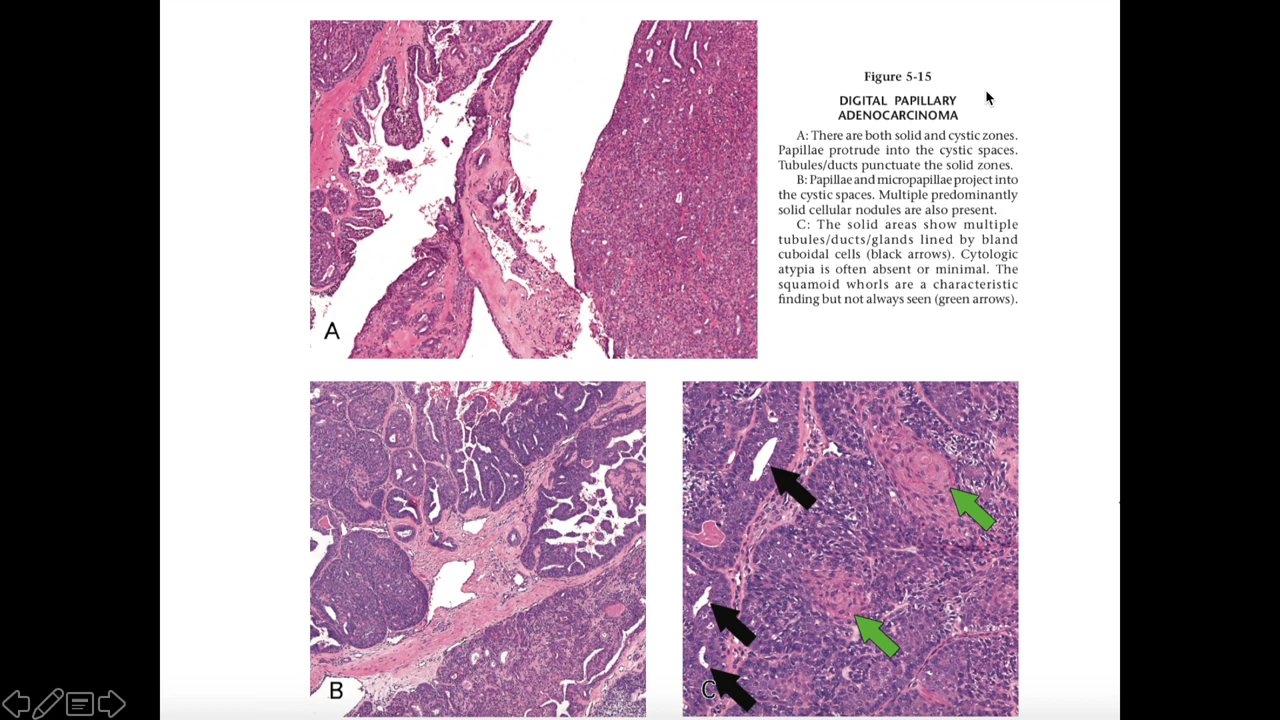 Figure 5-15
DIGITAL PAPILLARY
ADENOCARCINOMA
A: There are both solid and cystic zones.
Papillae protrude into the cystic spaces.
Tubules/ducts punctuate the solid zones.
B: Papillae and micropapillae project into
the cystic spaces. Multiple predominantly
solid cellular nodules are also present.
C: The solid areas show multiple
tubules/ducts/glands lined by bland
cuboidal cells (black arrows). Cytologic
atypia is often absent or minimal. The
squamoid whorls are a characteristic
finding but not always seen (green arrows).
A
B
C